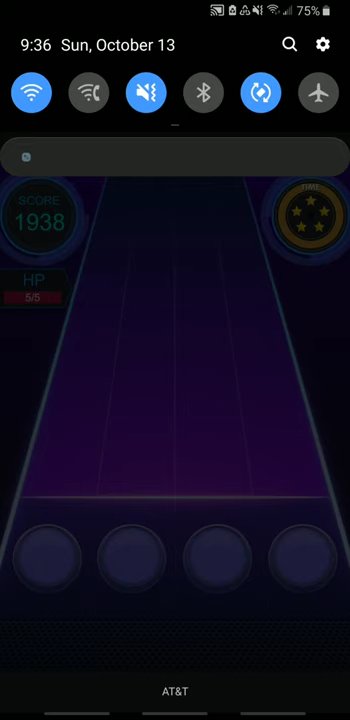 75%
9:36 Sun, October 13
SCORE
1938
TIME
HP
5/5
AT&T